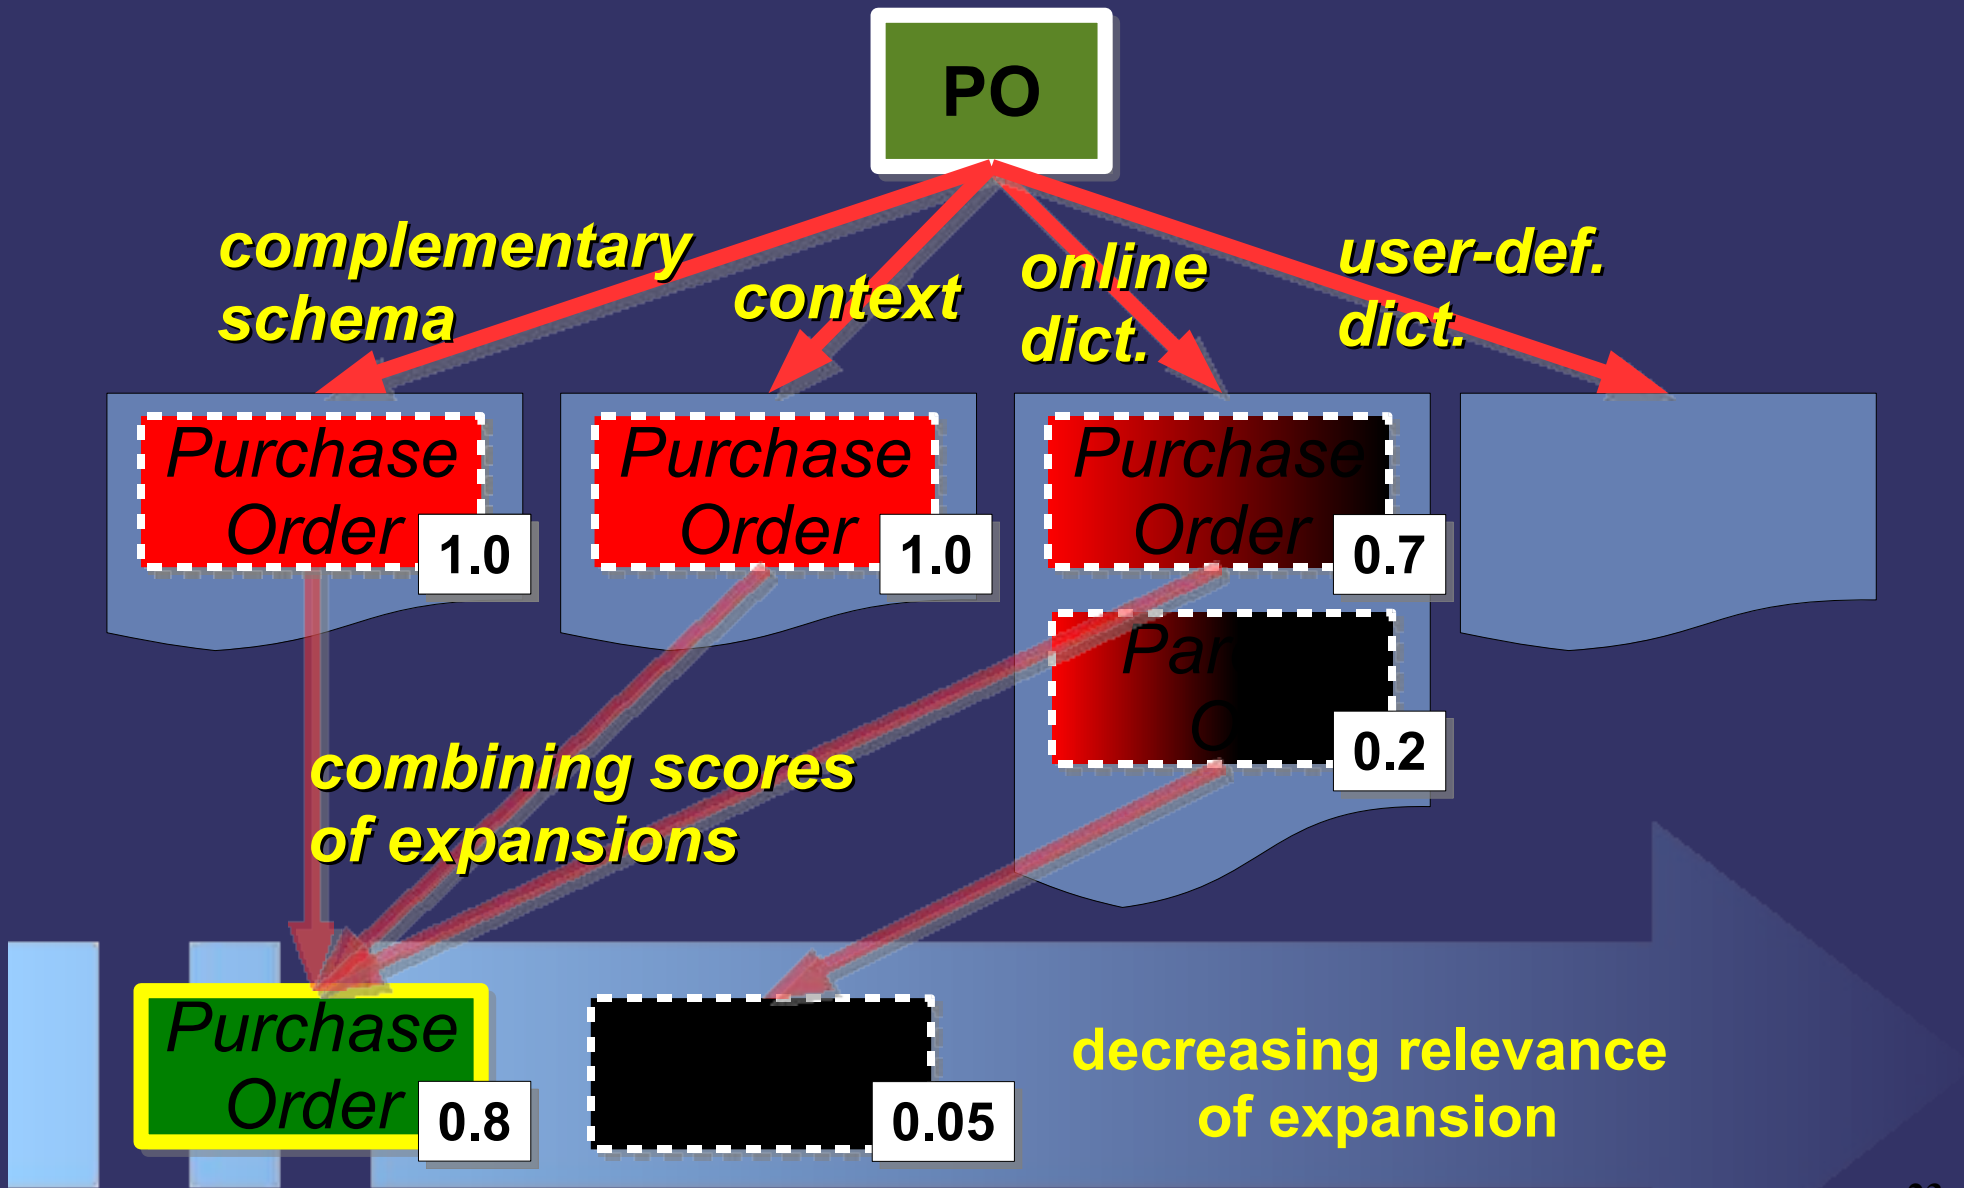 PO
complementary
schema
context
online
dict.
user-def.
dict.
Purchase
Order
1.0
Purchase
Order
1.0
Purchase
Order
0.7
0.2
combining scores
of expansions
Purchase
Order
0.8
0.05
decreasing relevance
of expansion